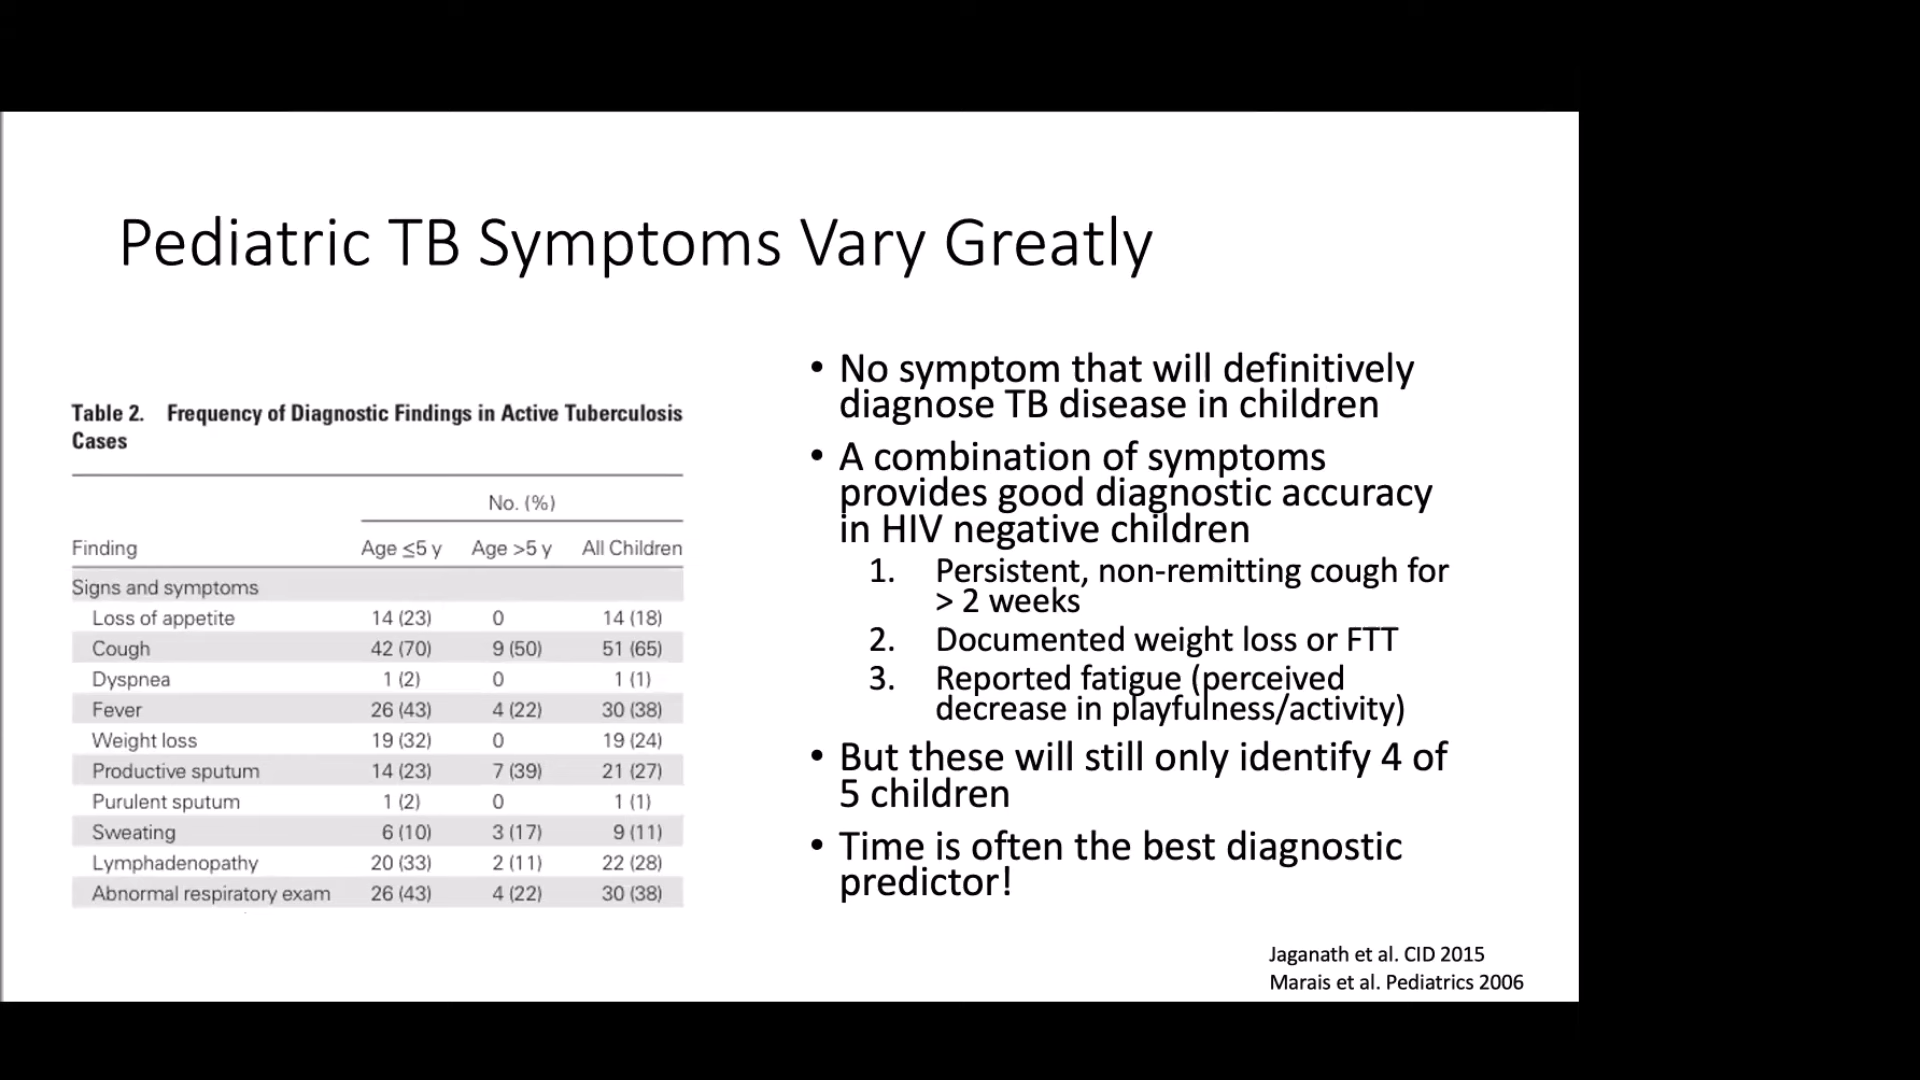 Pediatric TB Symptoms Vary Greatly
Table 2. Frequency of Diagnostic Findings in Active Tuberculosis
Cases
No. (%)
Finding Age ≤5 y Age >5 y All Children
Signs and symptoms
Loss of appetite 14 (23) 0 14 (18)
Cough 42 (70) 9 (50) 51 (65)
Dyspnea 1 (2) 0 1 (1)
Fever 26 (43) 4 (22) 30 (38)
Weight loss 19 (32) 0 19 (24)
Productive sputum 14 (23) 7 (39) 21 (27)
Purulent sputum 1 (2) 0 1 (1)
Sweating 6 (10) 3 (17) 9 (11)
Lymphadenopathy 20 (33) 2 (11) 22 (28)
Abnormal respiratory exam 26 (43) 4 (22) 30 (38)
• No symptom that will definitively
diagnose TB disease in children
• A combination of symptoms
provides good diagnostic accuracy
in HIV negative children
1. Persistent, non-remitting cough for
> 2 weeks
2. Documented weight loss or FTT
3. Reported fatigue (perceived
decrease in playfulness/activity)
• But these will still only identify 4 of
5 children
• Time is often the best diagnostic
predictor!
Jaganath et al. CID 2015
Marais et al. Pediatrics 2006